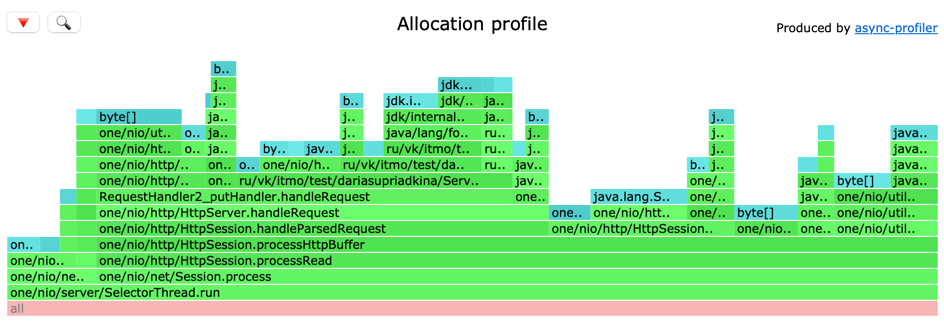 Allocation profile
Produced by async-profiler
b..
j..
jdk...
j..
b..
jdk.i..
jdk/..
ja..
byte[]
ja..
j..
jdk/internal..
ru..
b..
j..
one/nio/ut..
o..
ja..
j..
java/lang/fo..
ru..
j..
j..
java..
one/nio/ht..
o..
ja..
by..
jav..
j..
ru/vk/itmo/t..
ru..
j..
j..
java..
one/nio/http/..
on..
o..
one/nio/h..
ru/vk/itmo/test/da..
ru..
jav..
b..
j..
jav..
java..
one/nio/http/..
on..
ru/vk/itmo/test/dariasupriadkina/Serv..
jav..
one/..
jav..
byte[]
java..
RequestHandler2_putHandler.handleRequest
one..
java.lang.S..
one/..
jav..
one/nio/util..
one/nio/http/HttpServer.handleRequest
one..
one/nio/htt..
one/..
byte[]
one..
one/nio/util..
one/nio/http/HttpSession.handleParsedRequest
one/nio/http/HttpSession..
one/nio..
one..
one/nio/util..
on..
one/nio/http/HttpSession.processHttpBuffer
one/nio..
one/nio/http/HttpSession.processRead
one/nio/ne..
one/nio/net/Session.process
one/nio/server/SelectorThread.run
all